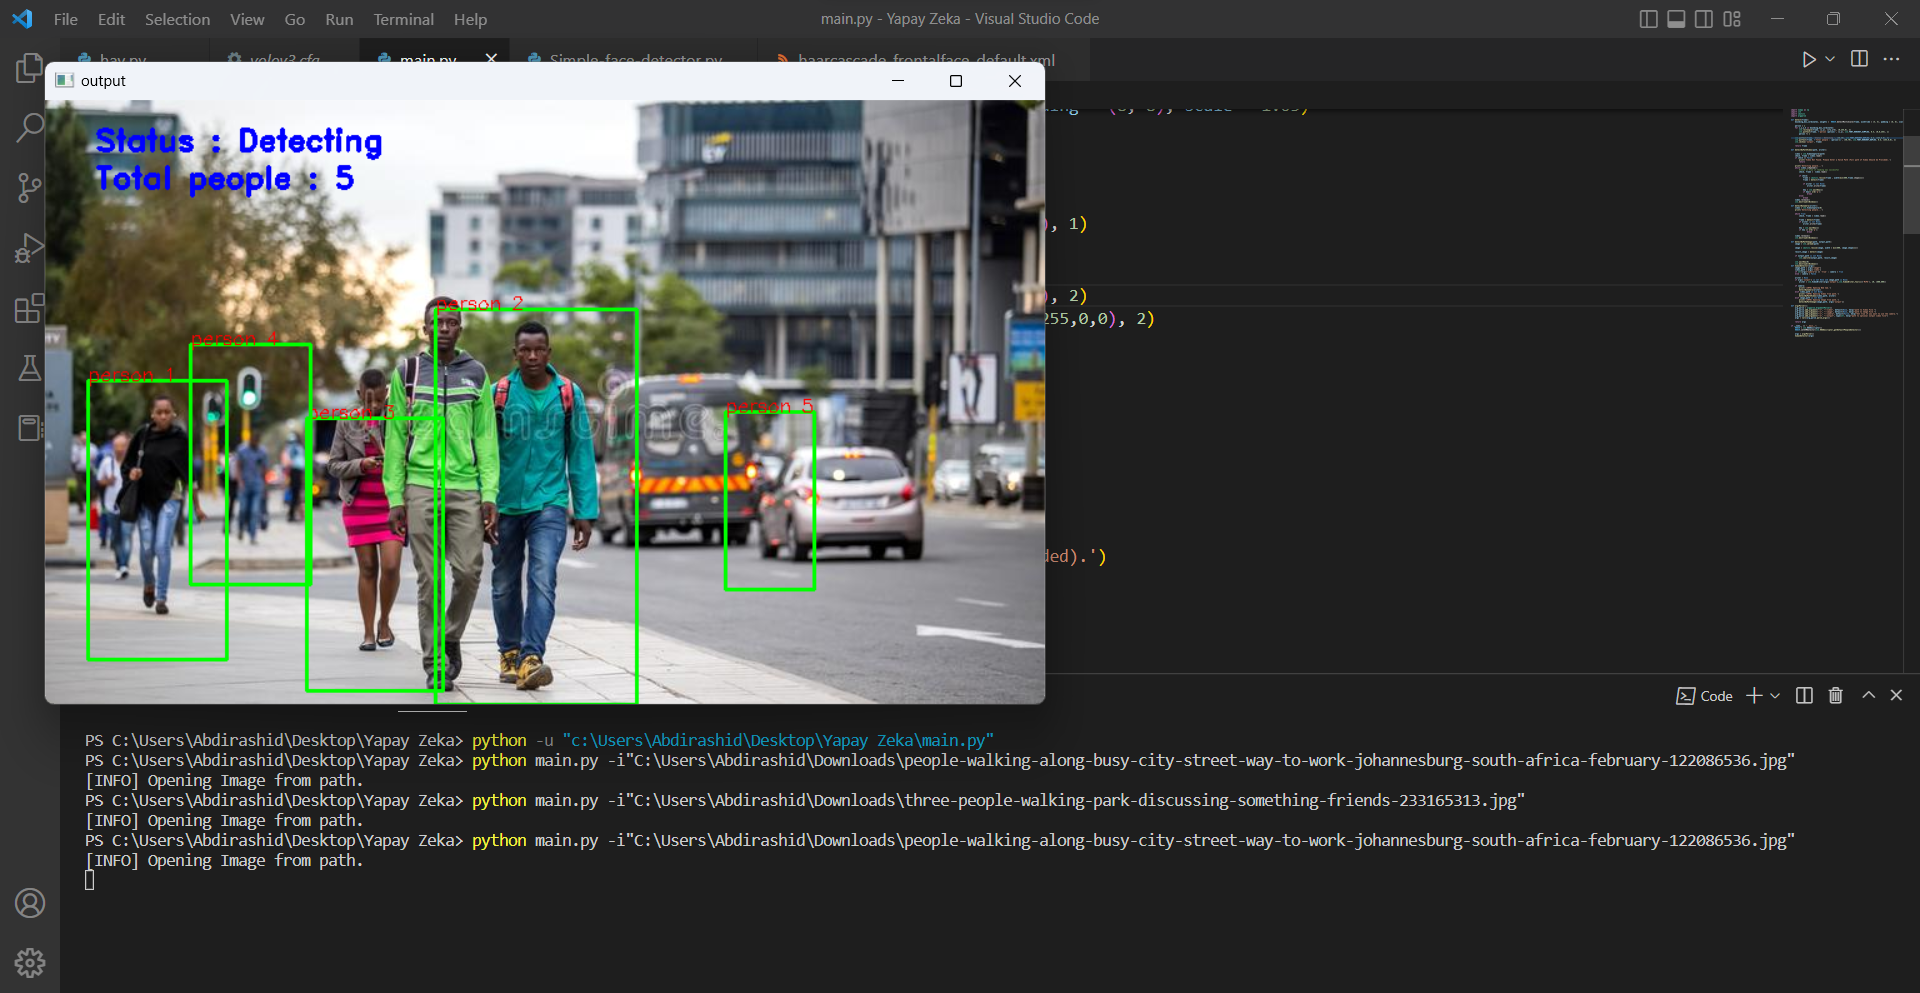 File Edit Selection View Go Run Terminal Help
main.py - Yapay Zeka - Visual Studio Code
main.py
Simple-face-detector.py
haarcascade_frontalface_default.xml
output
Status : Detecting
Total people : 5
person 1
person 2
person 3
person 4
person 5
, 1)
, 2)
255,0,0), 2)
ded).')
Code
PS C:\Users\Abdirashid\Desktop\Yapay Zeka> python -u "c:\Users\Abdirashid\Desktop\Yapay Zeka\main.py"
PS C:\Users\Abdirashid\Desktop\Yapay Zeka> python main.py -i"C:\Users\Abdirashid\Downloads\people-walking-along-busy-city-street-way-to-work-johannesburg-south-africa-february-122086536.jpg"
[INFO] Opening Image from path.
PS C:\Users\Abdirashid\Desktop\Yapay Zeka> python main.py -i"C:\Users\Abdirashid\Downloads\three-people-walking-park-discussing-something-friends-233165313.jpg"
[INFO] Opening Image from path.
PS C:\Users\Abdirashid\Desktop\Yapay Zeka> python main.py -i"C:\Users\Abdirashid\Downloads\people-walking-along-busy-city-street-way-to-work-johannesburg-south-africa-february-122086536.jpg"
[INFO] Opening Image from path.